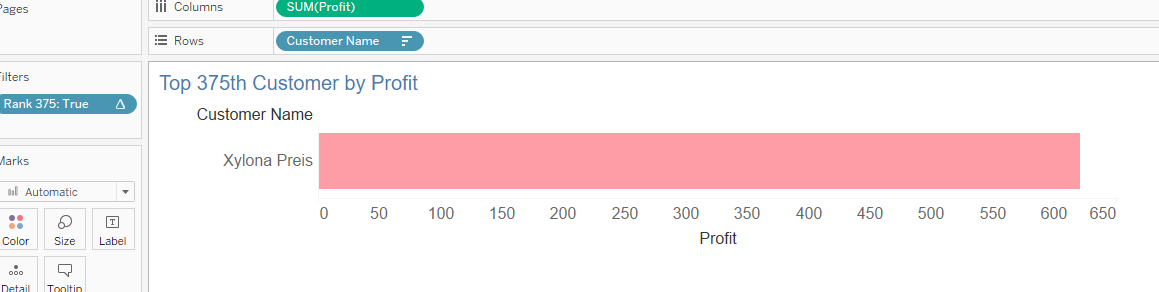 Pages
Columns
SUM(Profit)
Rows
Customer Name
Filters
Rank 375: True
Top 375th Customer by Profit
Customer Name
Xylona Preis
0 50 100 150 200 250 300 350 400 450 500 550 600 650
Profit
Marks
Automatic
Color Size Label
Detail Tooltip